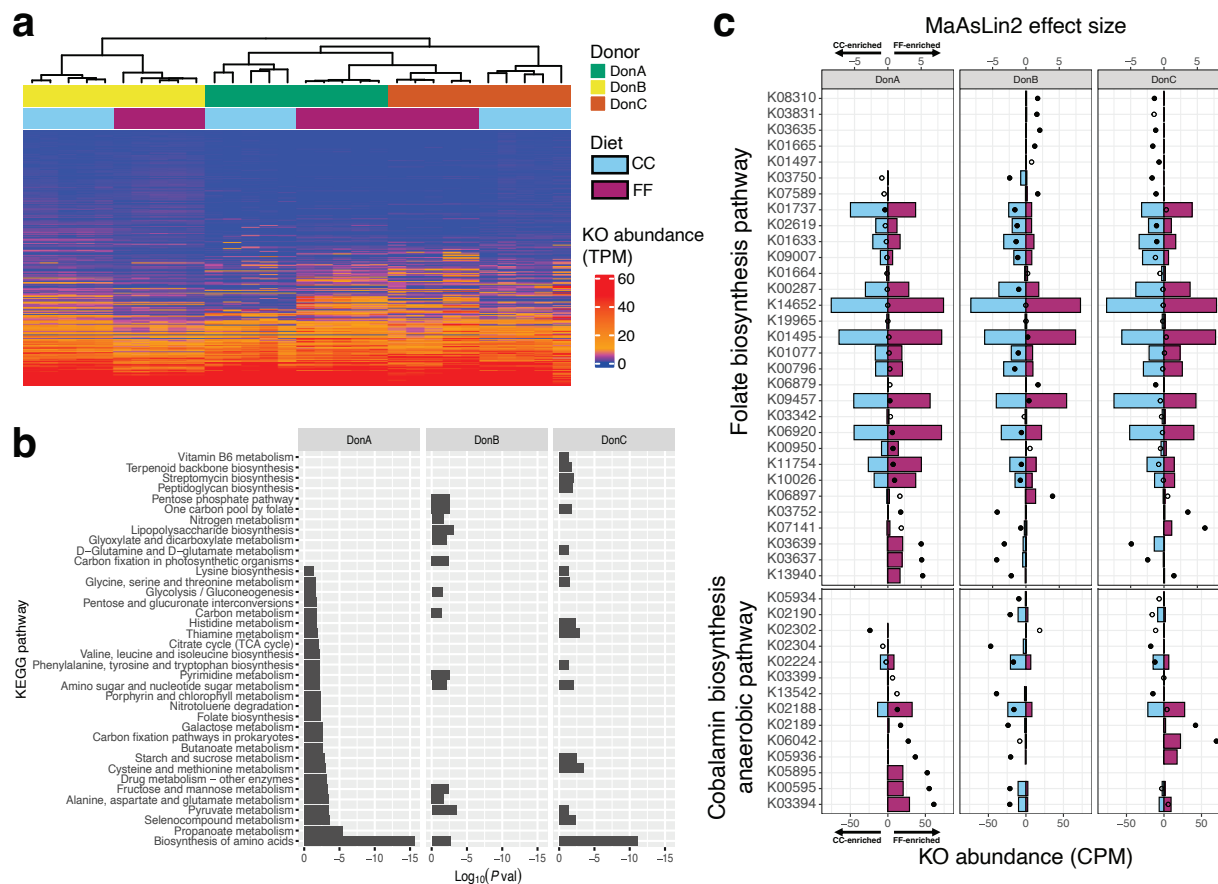 a
Donor
DonA
DonB
DonC
Diet
CC
FF
KO abundance
(TPM)
60
40
20
0
b
DonA
DonB
DonC
KEGG pathway
Vitamin B6 metabolism
Terpenoid backbone biosynthesis
Streptomycin biosynthesis
Peptidoglycan biosynthesis
Pentose phosphate pathway
One carbon pool by folate
Nitrogen metabolism
Lipopolysaccharide biosynthesis
Glyoxylate and dicarboxylate metabolism
D−Glutamine and D−glutamate metabolism
Carbon fixation in photosynthetic organisms
Lysine biosynthesis
Glycine, serine and threonine metabolism
Glycolysis / Gluconeogenesis
Pentose and glucuronate interconversions
Carbon metabolism
Histidine metabolism
Thiamine metabolism
Citrate cycle (TCA cycle)
Valine, leucine and isoleucine biosynthesis
Phenylalanine, tyrosine and tryptophan biosynthesis
Pyrimidine metabolism
Amino sugar and nucleotide sugar metabolism
Porphyrin and chlorophyll metabolism
Nitrotoluene degradation
Folate biosynthesis
Galactose metabolism
Carbon fixation pathways in prokaryotes
Butanoate metabolism
Starch and sucrose metabolism
Cysteine and methionine metabolism
Drug metabolism − other enzymes
Fructose and mannose metabolism
Alanine, aspartate and glutamate metabolism
Pyruvate metabolism
Selenocompound metabolism
Propanoate metabolism
Biosynthesis of amino acids
0 −5 −10 −15 0 −5 −10 −15 0 −5 −10 −15
Log10(P val)
c
MaAsLin2 effect size
CC-enriched FF-enriched
-5 0 5 -5 0 5 -5 0 5
DonA DonB DonC
Folate biosynthesis pathway
K08310
K03831
K03635
K01665
K01497
K03750
K07589
K01737
K02619
K01633
K09007
K01664
K00287
K14652
K19965
K01495
K01077
K00796
K06879
K09457
K03342
K06920
K00950
K11754
K10026
K06897
K03752
K07141
K03639
K03637
K13940
Cobalamin biosynthesis
anaerobic pathway
K05934
K02190
K02302
K02304
K02224
K03399
K13542
K02188
K02189
K06042
K05936
K05895
K00595
K03394
-50 0 50 -50 0 50 -50 0 50
CC-enriched FF-enriched
KO abundance (CPM)